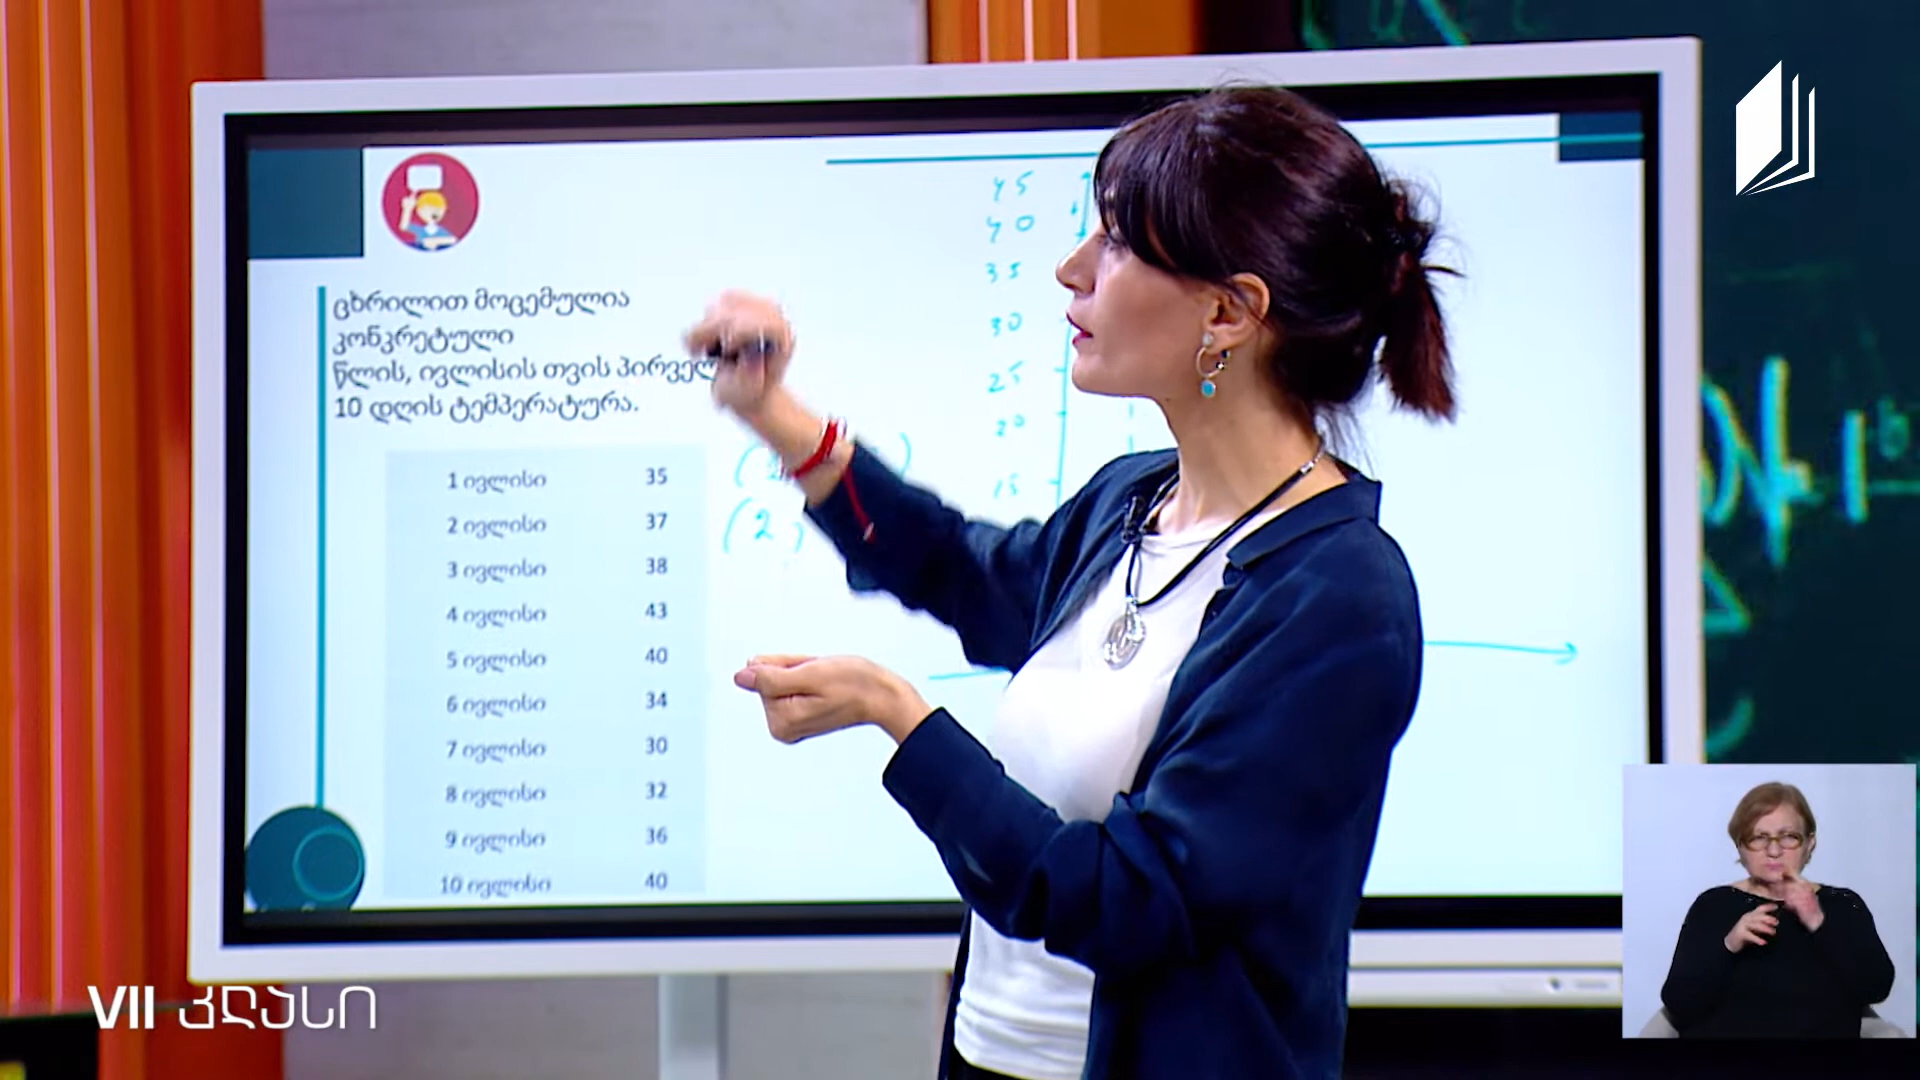 ცხრილით მოცემულია
კონკრეტული
წლის, ივლისის თვის პირველ
10 დღის ტემპერატურა.
1 ივლისი 35
2 ივლისი 37
3 ივლისი 38
4 ივლისი 43
5 ივლისი 40
6 ივლისი 34
7 ივლისი 30
8 ივლისი 32
9 ივლისი 36
10 ივლისი 40
45
40
35
30
25
20
15
(2, 
VII კლასი